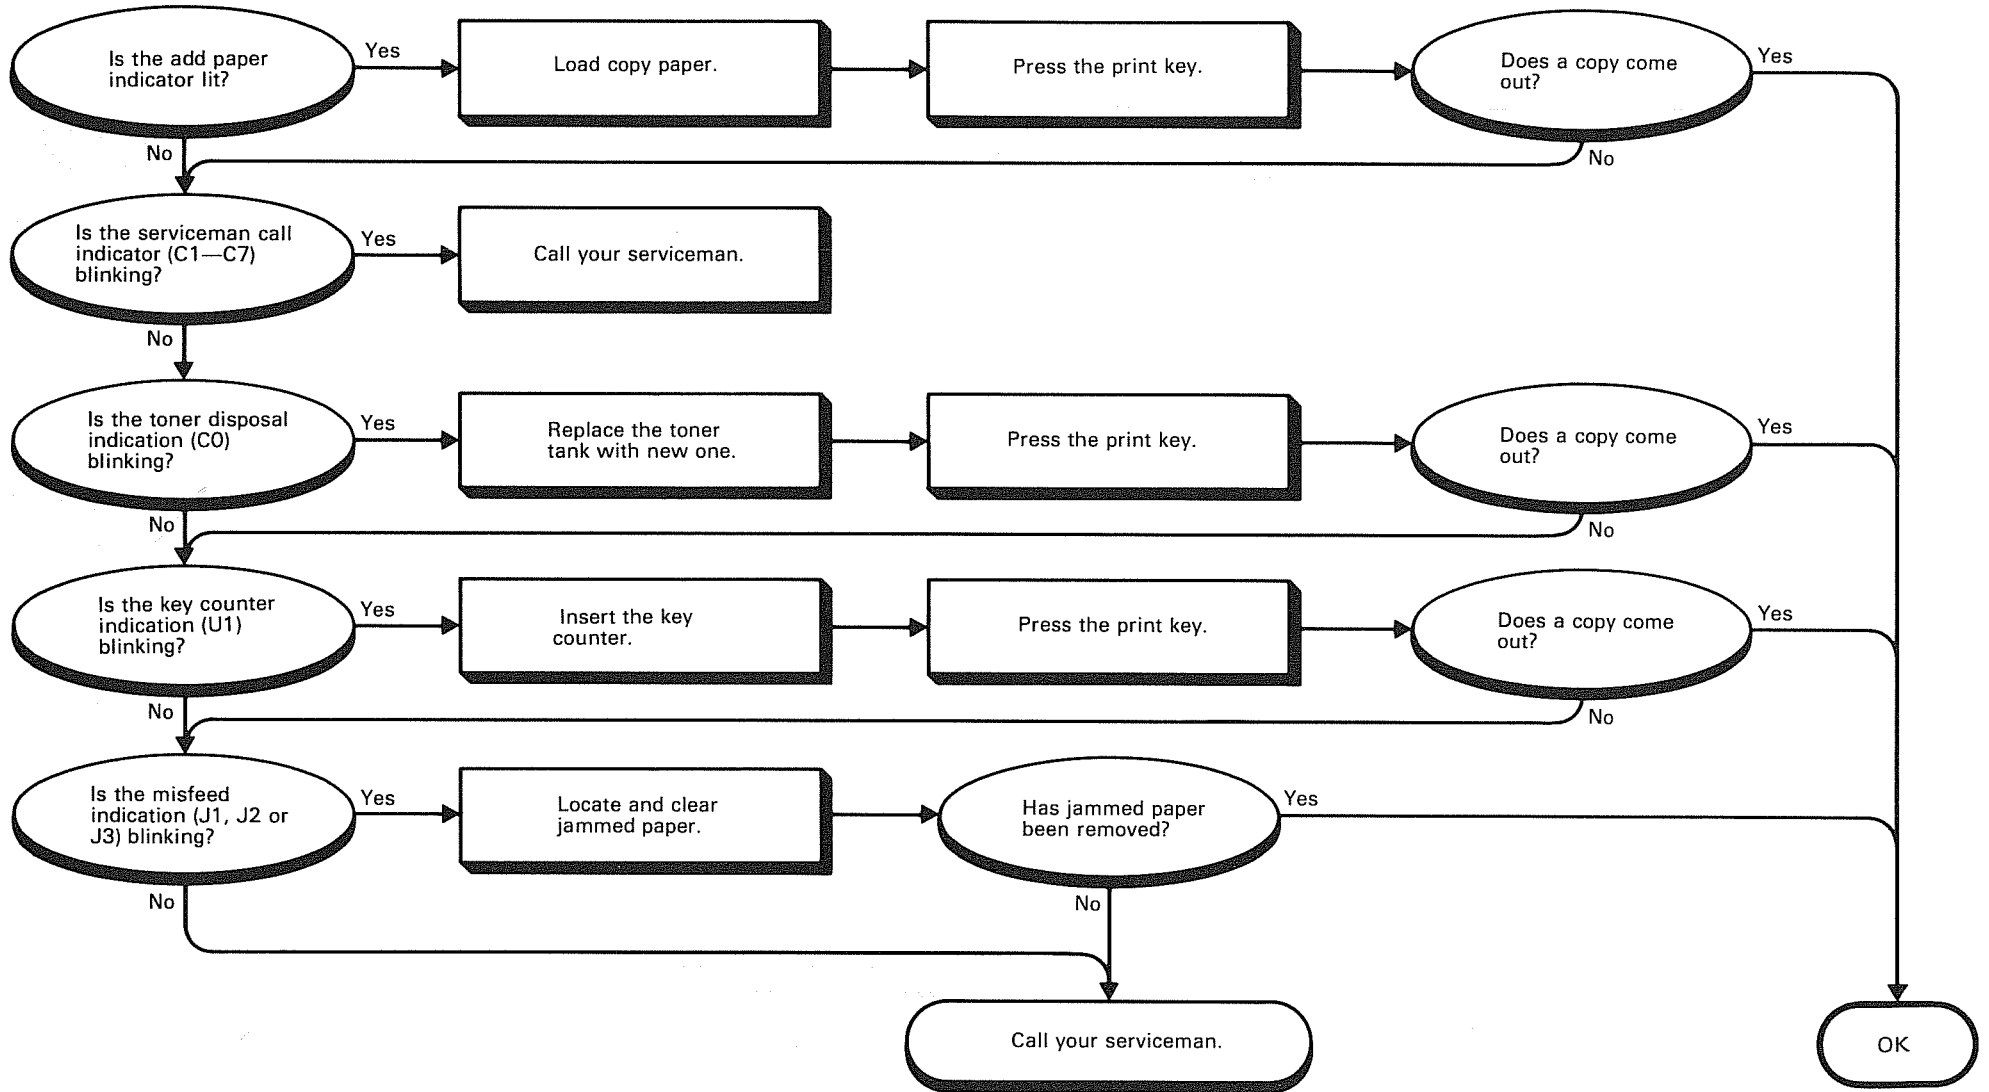 Is the add paper
indicator lit?
Yes
Load copy paper.
Press the print key.
Does a copy come
out?
Yes
No
No
Is the serviceman call
indicator (C1—C7)
blinking?
Yes
Call your serviceman.
No
Is the toner disposal
indication (C0)
blinking?
Yes
Replace the toner
tank with new one.
Press the print key.
Does a copy come
out?
Yes
No
No
Is the key counter
indication (U1)
blinking?
Yes
Insert the key
counter.
Press the print key.
Does a copy come
out?
Yes
No
No
Is the misfeed
indication (J1, J2 or
J3) blinking?
Yes
Locate and clear
jammed paper.
Has jammed paper
been removed?
Yes
No
No
Call your serviceman.
OK